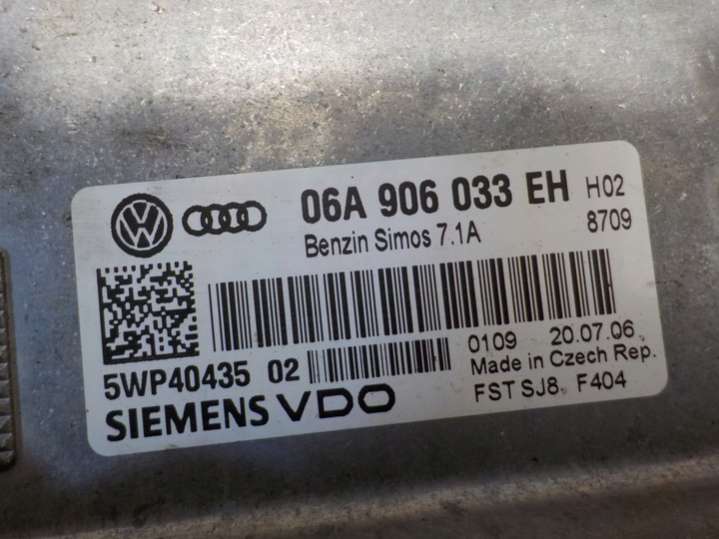 06A 906 033 EH H02
Benzin Simos 7.1A 8709
0109 20.07.06
5WP40435 02 Made in Czech Rep.
SIEMENS VDO FST SJ8 F404